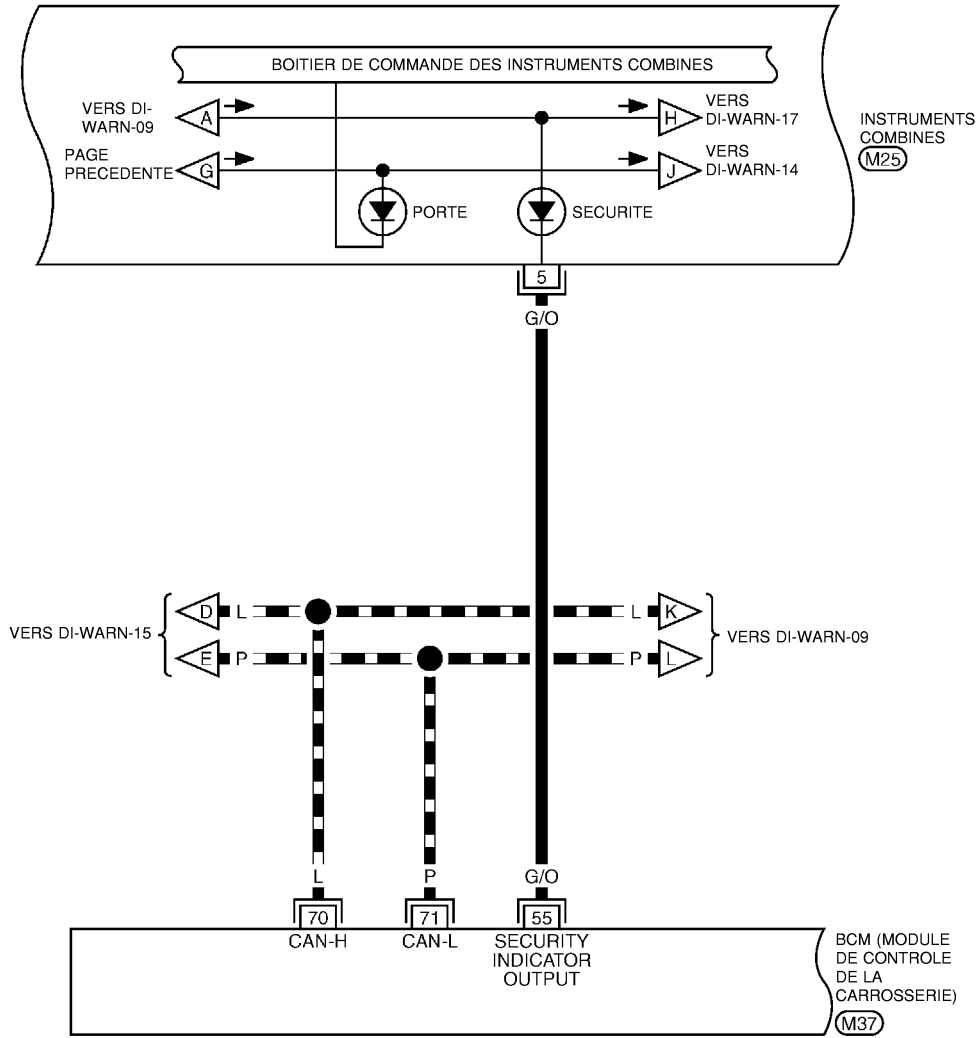 BOITIER DE COMMANDE DES INSTRUMENTS COMBINES
VERS DI-
WARN-09
A
H
VERS
DI-WARN-17
INSTRUMENTS
COMBINES
M25
PAGE
PRECEDENTE
G
J
VERS
DI-WARN-14
PORTE
SECURITE
5
G/O
VERS DI-WARN-15
D
L
L
K
E
P
P
L
VERS DI-WARN-09
L
P
G/O
70
71
55
CAN-H
CAN-L
SECURITY
INDICATOR
OUTPUT
BCM (MODULE
DE CONTROLE
DE LA
CARROSSERIE)
M37